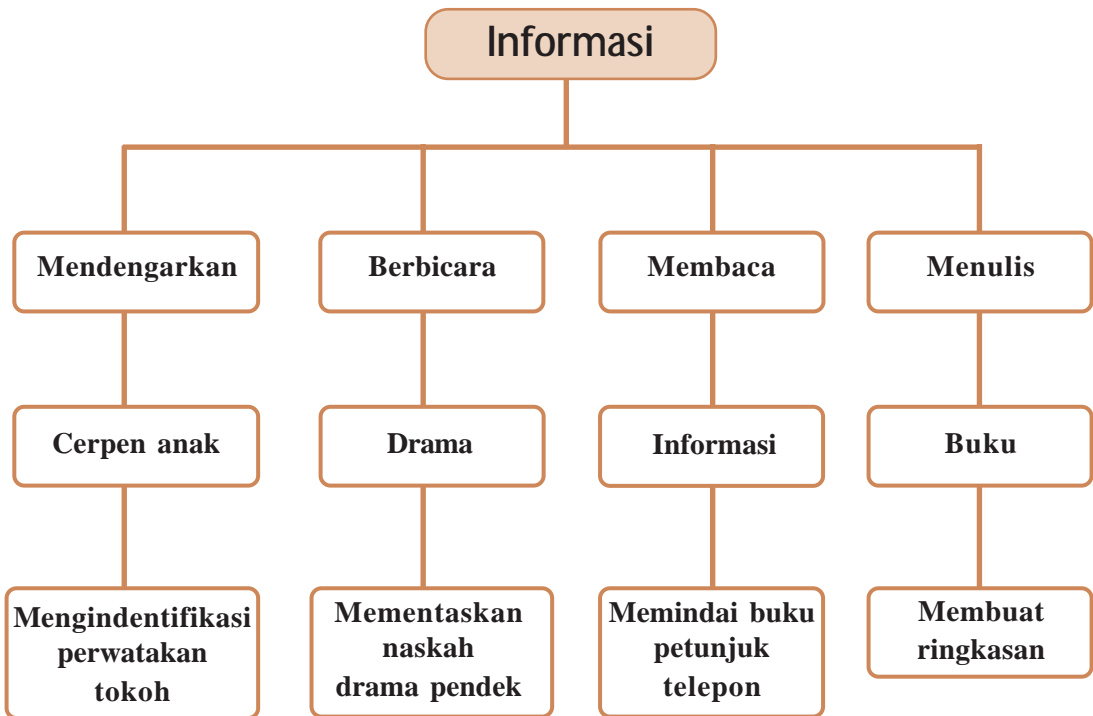 Informasi
Mendengarkan
Berbicara
Membaca
Menulis
Cerpen anak
Drama
Informasi
Buku
Mengindentifikasi
perwatakan
tokoh
Mementaskan
naskah
drama pendek
Memindai buku
petunjuk
telepon
Membuat
ringkasan